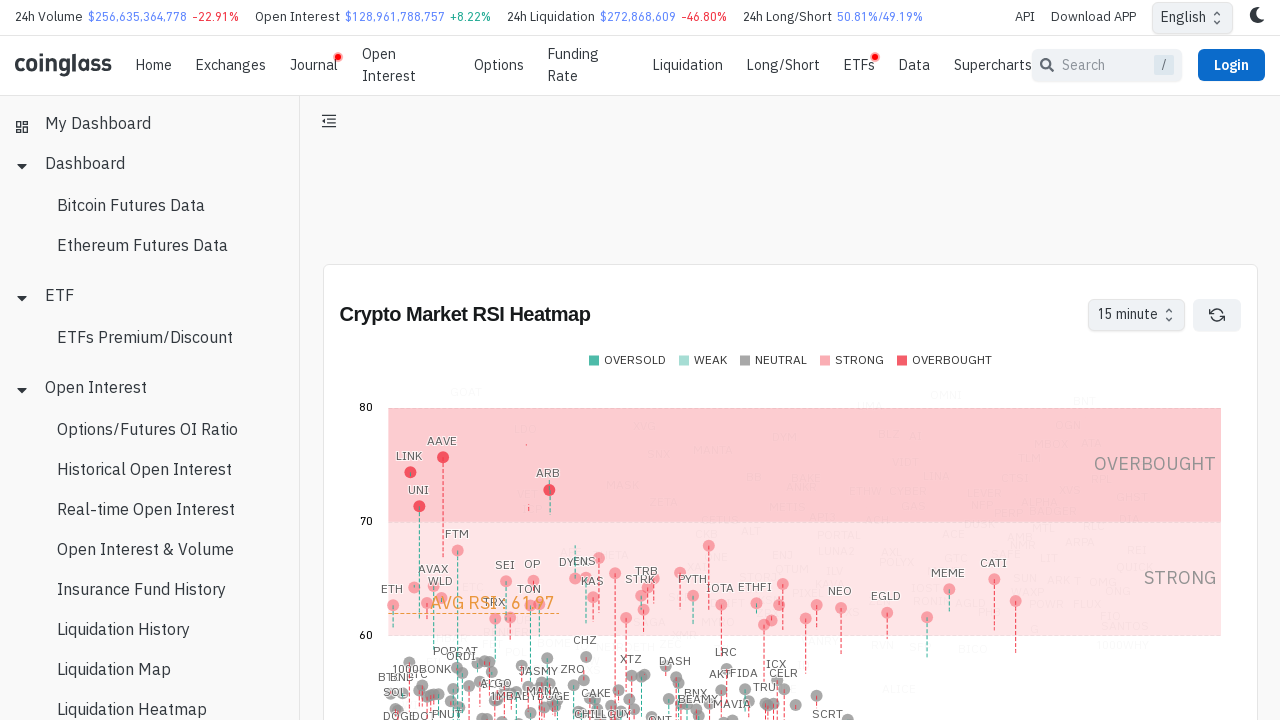 24h Volume $256,635,364,778 -22.91% Open Interest $128,961,788,757 +8.22% 24h Liquidation $272,868,609 -46.80% 24h Long/Short 50.81%/49.19% API Download APP English
coinglass Home Exchanges Journal Open Interest Options Funding Rate Liquidation Long/Short ETFs Data Supercharts Search / Login
My Dashboard
Dashboard
Bitcoin Futures Data
Ethereum Futures Data
ETF
ETFs Premium/Discount
Open Interest
Options/Futures OI Ratio
Historical Open Interest
Real-time Open Interest
Open Interest & Volume
Insurance Fund History
Liquidation History
Liquidation Map
Liquidation Heatmap
Crypto Market RSI Heatmap 15 minute
OVERSOLD WEAK NEUTRAL STRONG OVERBOUGHT
80
AAVE
LINK
OVERBOUGHT
ARB
UNI
70
FTM
SEI OP DYE ENS CATI
AVAX TRB MEME STRONG
ETH WLD KAS STRK PYTH IOTA ETHFI NEO
TRX TON EGLD
AVG RSI : 61.97
60
CHZ
POPCAT ORDI XTZ DASH LRC
1000BONK JASMY ZRO ICX
LTC AKT FIDA CELR
SOL ALGO MANA CAKE BNX TRU
1MBABYDOGE BEAMX MAVIA
PNUT CHILLGUY SCRT